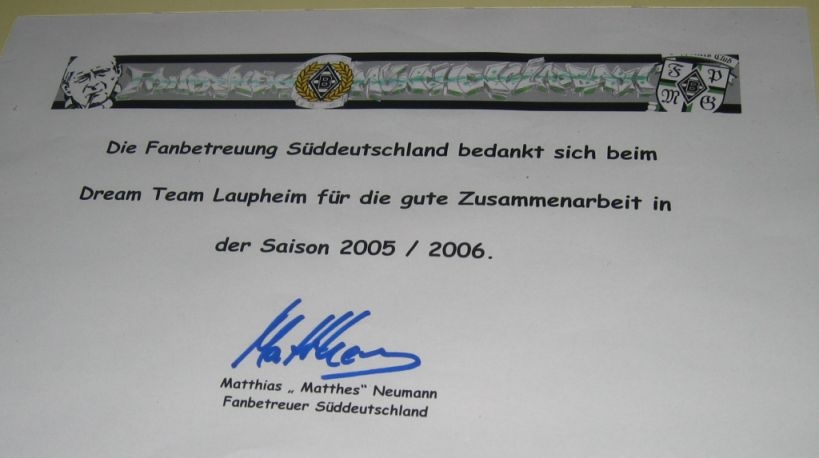 F P
M G
Die Fanbetreuung Süddeutschland bedankt sich beim
Dream Team Laupheim für die gute Zusammenarbeit in
der Saison 2005 / 2006.
Matthias „ Matthes“ Neumann
Fanbetreuer Süddeutschland